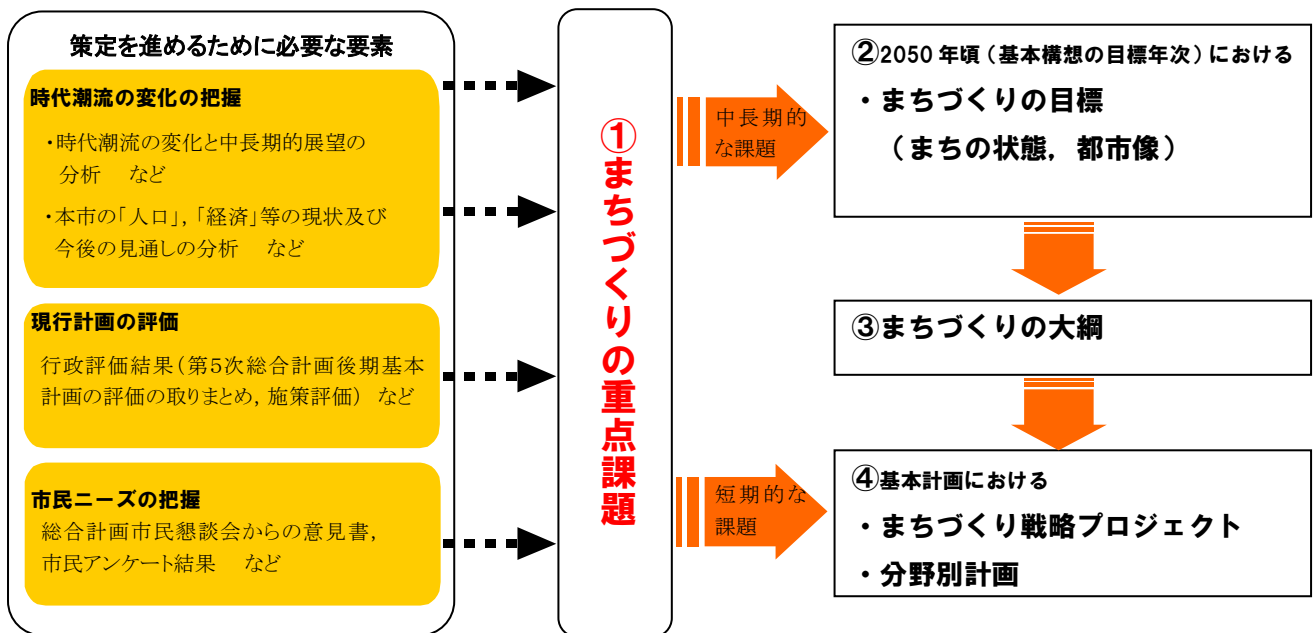 策定を進めるために必要な要素
時代潮流の変化の把握
・時代潮流の変化と中長期的展望の
分析 など
・本市の「人口」,「経済」等の現状及び
今後の見通しの分析 など
現行計画の評価
行政評価結果(第5次総合計画後期基本
計画の評価の取りまとめ,施策評価) など
市民ニーズの把握
総合計画市民懇談会からの意見書,
市民アンケート結果 など
①まちづくりの重点課題
中長期的
な課題
短期的な
課題
②2050年頃(基本構想の目標年次)における
・まちづくりの目標
(まちの状態,都市像)
③まちづくりの大綱
④基本計画における
・まちづくり戦略プロジェクト
・分野別計画